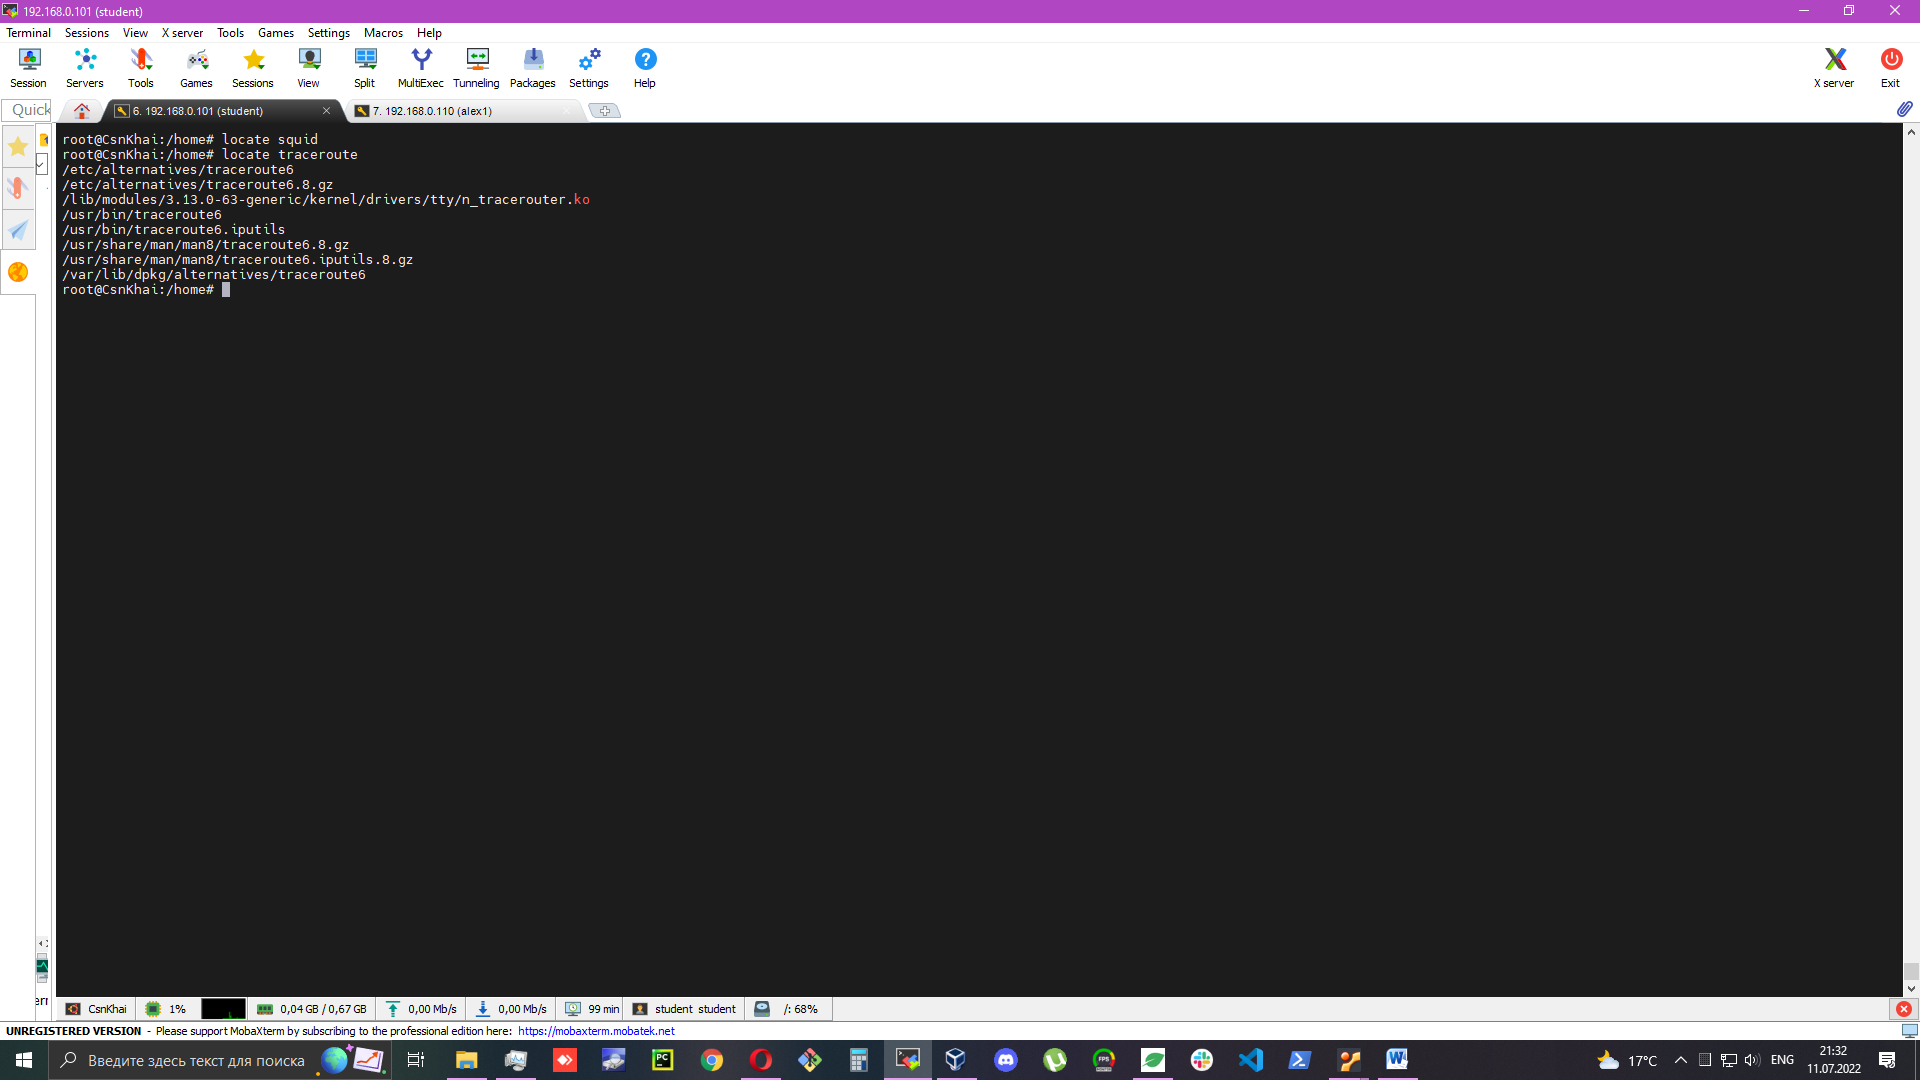 192.168.0.101 (student)
Terminal Sessions View X server Tools Games Settings Macros Help
Session Servers Tools Games Sessions View Split MultiExec Tunneling Packages Settings Help X server Exit
Quick
6. 192.168.0.101 (student)
7. 192.168.0.110 (alex1)
root@CsnKhai:/home# locate squid
root@CsnKhai:/home# locate traceroute
/etc/alternatives/traceroute6
/etc/alternatives/traceroute6.8.gz
/lib/modules/3.13.0-63-generic/kernel/drivers/tty/n_tracerouter.ko
/usr/bin/traceroute6
/usr/bin/traceroute6.iputils
/usr/share/man/man8/traceroute6.8.gz
/usr/share/man/man8/traceroute6.iputils.8.gz
/var/lib/dpkg/alternatives/traceroute6
root@CsnKhai:/home#
CsnKhai 1% 0,04 GB / 0,67 GB 0,00 Mb/s 0,00 Mb/s 99 min student student /: 68%
UNREGISTERED VERSION - Please support MobaXterm by subscribing to the professional edition here: https://mobaxterm.mobatek.net
Введите здесь текст для поиска
17°C ENG
21:32
11.07.2022